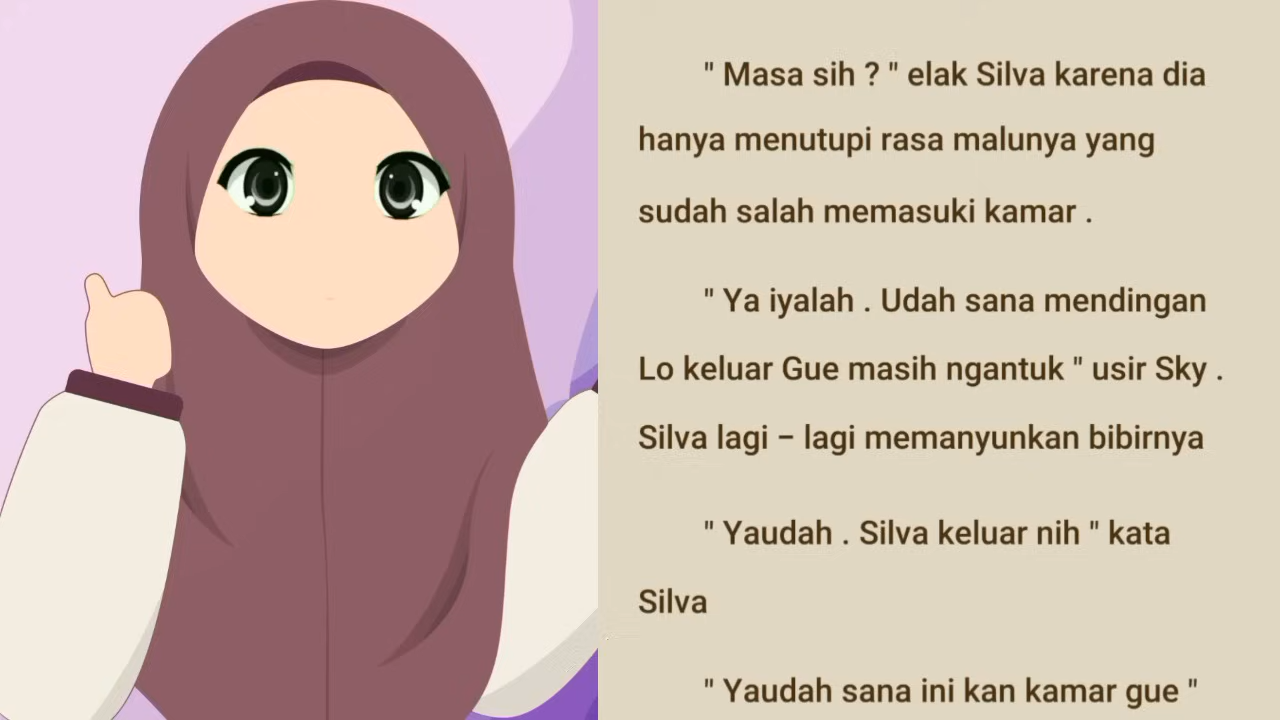 " Masa sih ? " elak Silva karena dia
hanya menutupi rasa malunya yang
sudah salah memasuki kamar .
" Ya iyalah . Udah sana mendingan
Lo keluar Gue masih ngantuk " usir Sky .
Silva lagi – lagi memanyunkan bibirnya
" Yaudah . Silva keluar nih " kata
Silva
" Yaudah sana ini kan kamar gue "